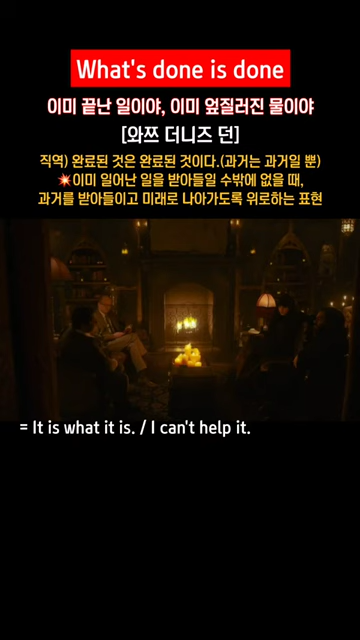 What's done is done
이미 끝난 일이야, 이미 엎질러진 물이야
[와쯔 더니즈 던]
직역) 완료된 것은 완료된 것이다.(과거는 과거일 뿐)
💥이미 일어난 일을 받아들일 수밖에 없을 때,
과거를 받아들이고 미래로 나아가도록 위로하는 표현
= It is what it is. / I can't help it.